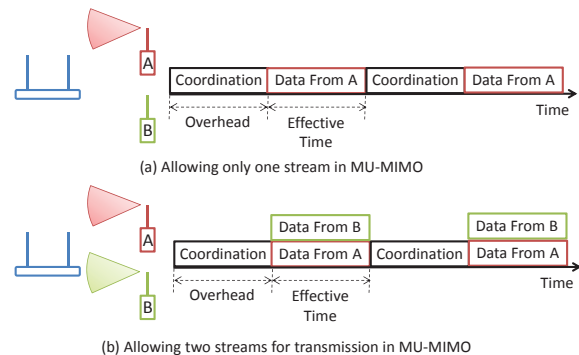 A
Coordination Data From A Coordination Data From A
B
Overhead Effective Time
Time
(a) Allowing only one stream in MU-MIMO
Data From B Data From B
A
Coordination Data From A Coordination Data From A
B
Overhead Effective Time
Time
(b) Allowing two streams for transmission in MU-MIMO